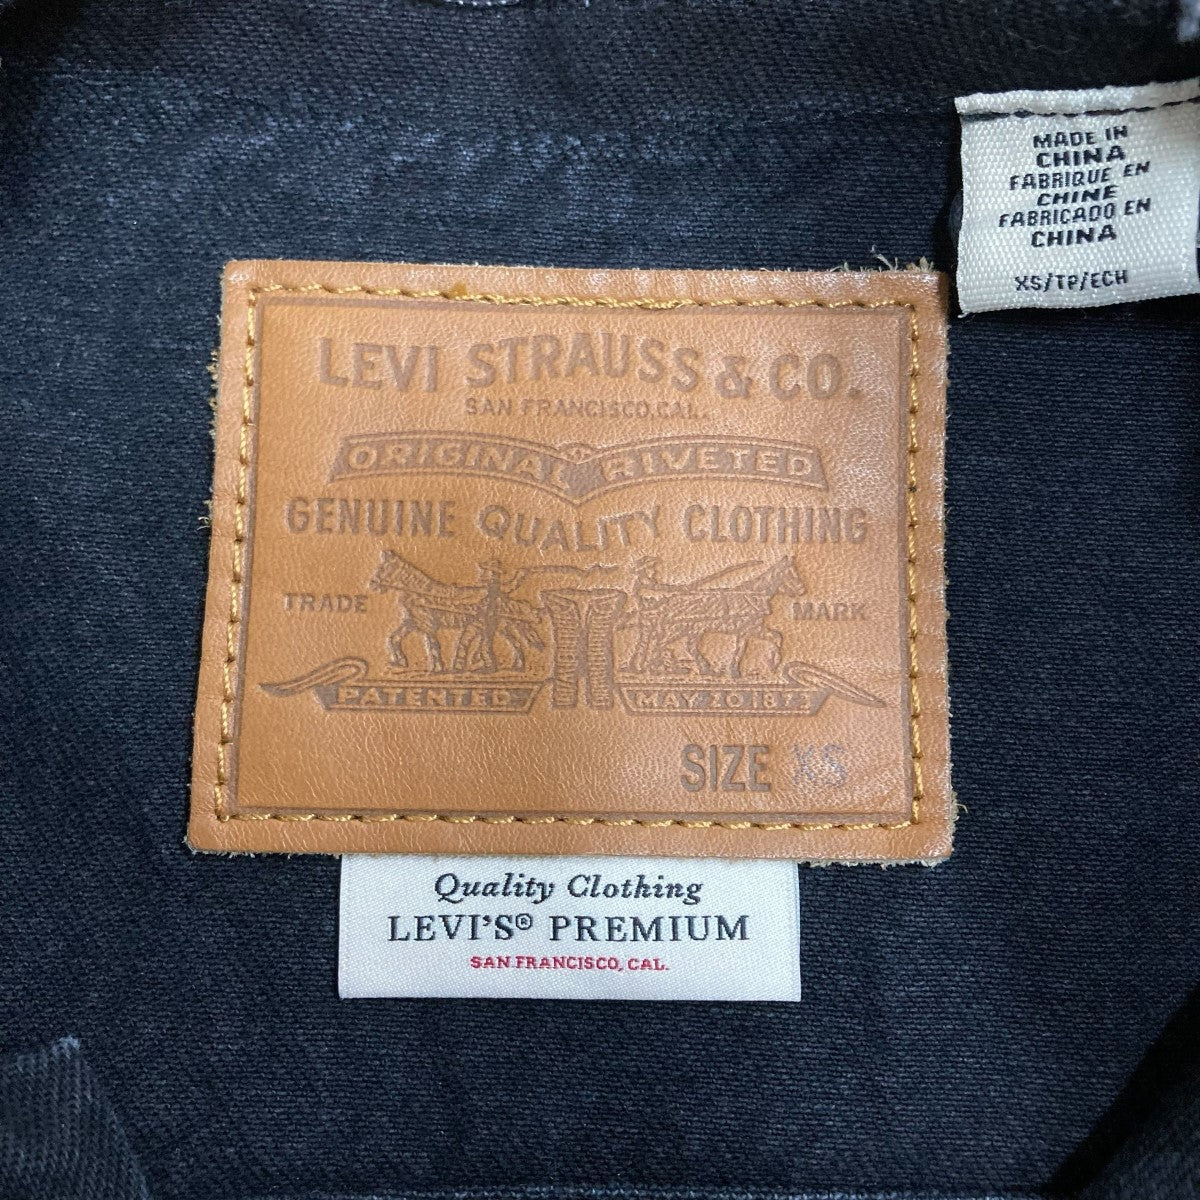 MADE IN
CHINA
FABRIQUE EN
CHINE
FABRICADO EN
CHINA
XS/TP/ECH
LEVI STRAUSS & CO.
SAN FRANCISCO, CAL.
ORIGINAL RIVETED
GENUINE QUALITY CLOTHING
TRADE MARK
PATENTED MAY 20 1873
SIZE XS
Quality Clothing
LEVI'S® PREMIUM
SAN FRANCISCO, CAL.